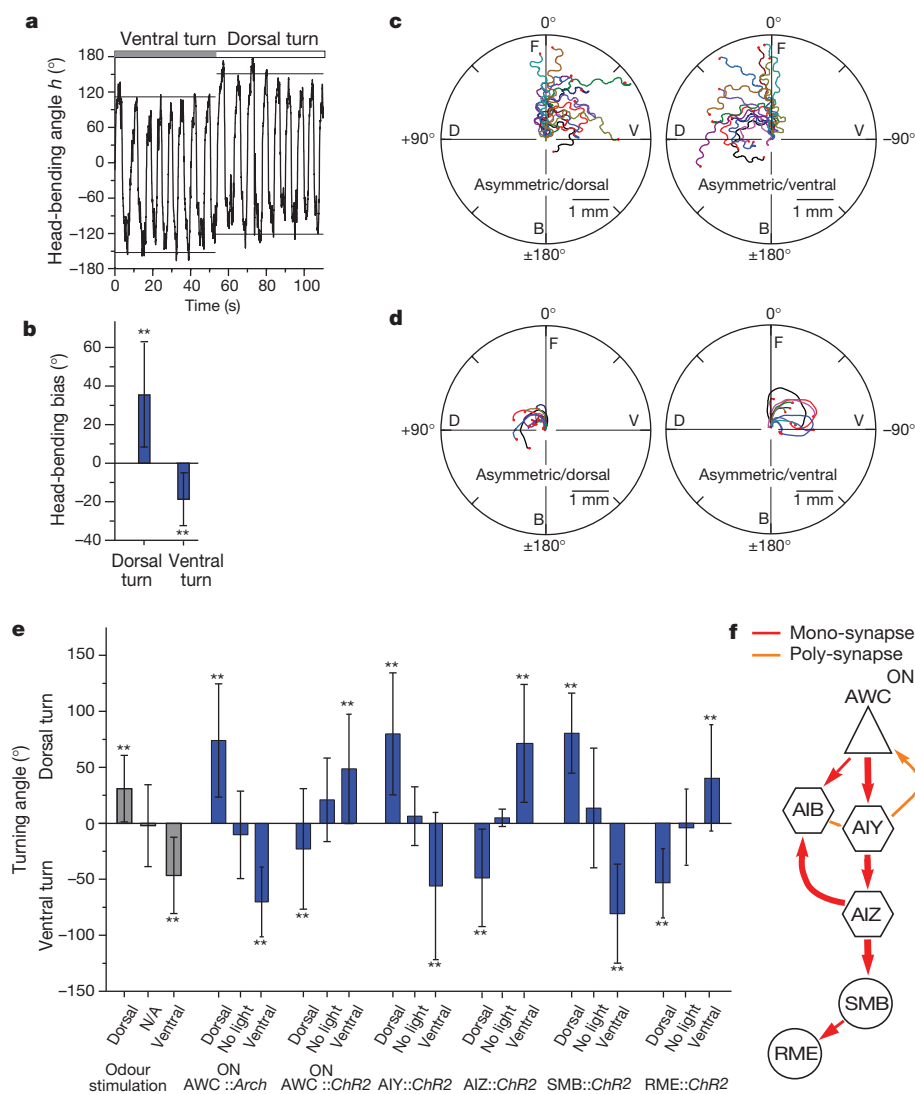 a
Ventral turn
Dorsal turn
Head-bending angle h (°)
180
120
60
0
−60
−120
−180
0
20
40
60
80
100
Time (s)
b
**
Head-bending bias (°)
60
40
20
0
−20
−40
**
Dorsal turn
Ventral turn
c
0°
F
+90°
D
V
Asymmetric/dorsal
1 mm
B
±180°
0°
F
D
V
−90°
Asymmetric/ventral
1 mm
B
±180°
d
0°
F
+90°
D
V
Asymmetric/dorsal
1 mm
B
±180°
0°
F
D
V
−90°
Asymmetric/ventral
1 mm
B
±180°
e
Turning angle (°)
Dorsal turn
Ventral turn
150
100
50
0
−50
−100
−150
** ** ** ** ** ** **
** ** ** ** ** ** **
Dorsal N/A Ventral
Dorsal No light Ventral
Dorsal No light Ventral
Dorsal No light Ventral
Dorsal No light Ventral
Dorsal No light Ventral
Dorsal No light Ventral
Odour stimulation
AWC ON::Arch
AWC ON::ChR2
AIY::ChR2
AIZ::ChR2
SMB::ChR2
RME::ChR2
f
Mono-synapse
Poly-synapse
AWC ON
AIB
AIY
AIZ
SMB
RME